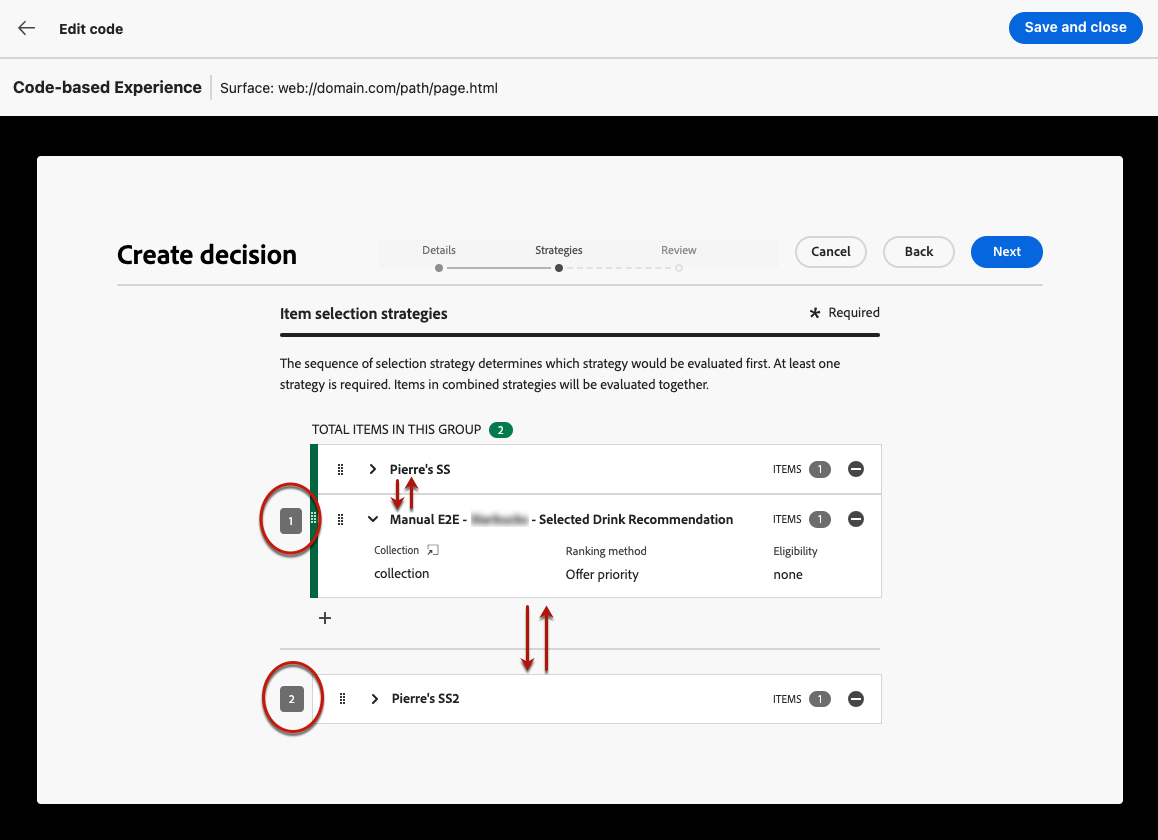 Edit code
Save and close
Code-based Experience
Surface: web://domain.com/path/page.html
Create decision
Details
Strategies
Review
Cancel
Back
Next
Item selection strategies
* Required
The sequence of selection strategy determines which strategy would be evaluated first. At least one
strategy is required. Items in combined strategies will be evaluated together.
TOTAL ITEMS IN THIS GROUP 2
Pierre's SS
ITEMS 1
1
Manual E2E - - Selected Drink Recommendation
ITEMS 1
Collection
Ranking method
Eligibility
collection
Offer priority
none
2
Pierre's SS2
ITEMS 1